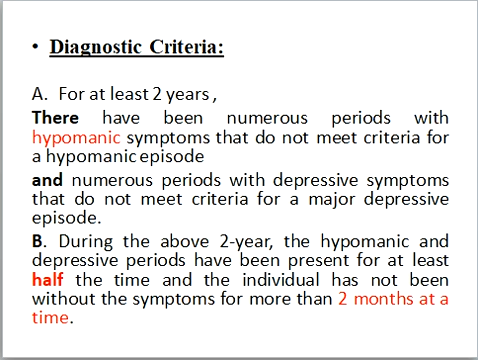 • Diagnostic Criteria:
A. For at least 2 years,
There have been numerous periods with
hypomanic symptoms that do not meet criteria for
a hypomanic episode
and numerous periods with depressive symptoms
that do not meet criteria for a major depressive
episode.
B. During the above 2-year, the hypomanic and
depressive periods have been present for at least
half the time and the individual has not been
without the symptoms for more than 2 months at a
time.